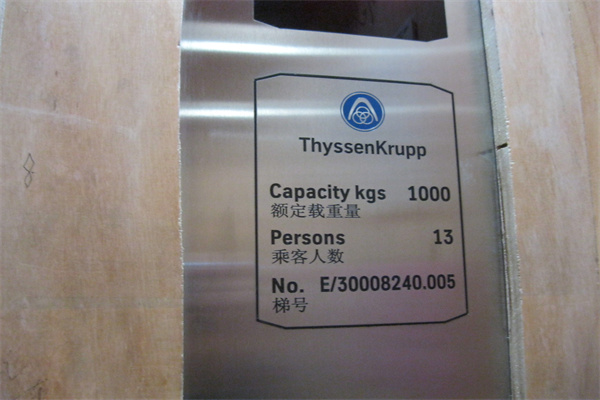 ThyssenKrupp
Capacity kgs 1000
额定载重量
Persons 13
乘客人数
No. E/30008240.005
梯号